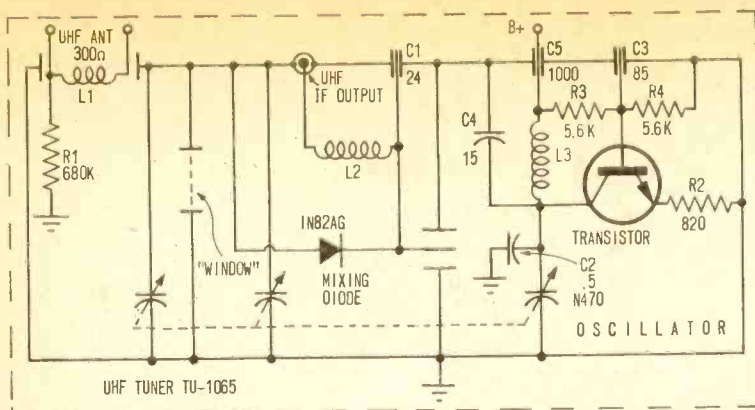 UHF ANT
300Ω
L1
R1
680K
"WINDOW"
UHF
IF OUTPUT
L2
C1
24
IN82AG
MIXING
DIODE
B+
C5
1000
C3
85
C4
15
R3
5.6K
R4
5.6K
L3
R2
820
TRANSISTOR
C2
.5
N470
OSCILLATOR
UHF TUNER TU-1065